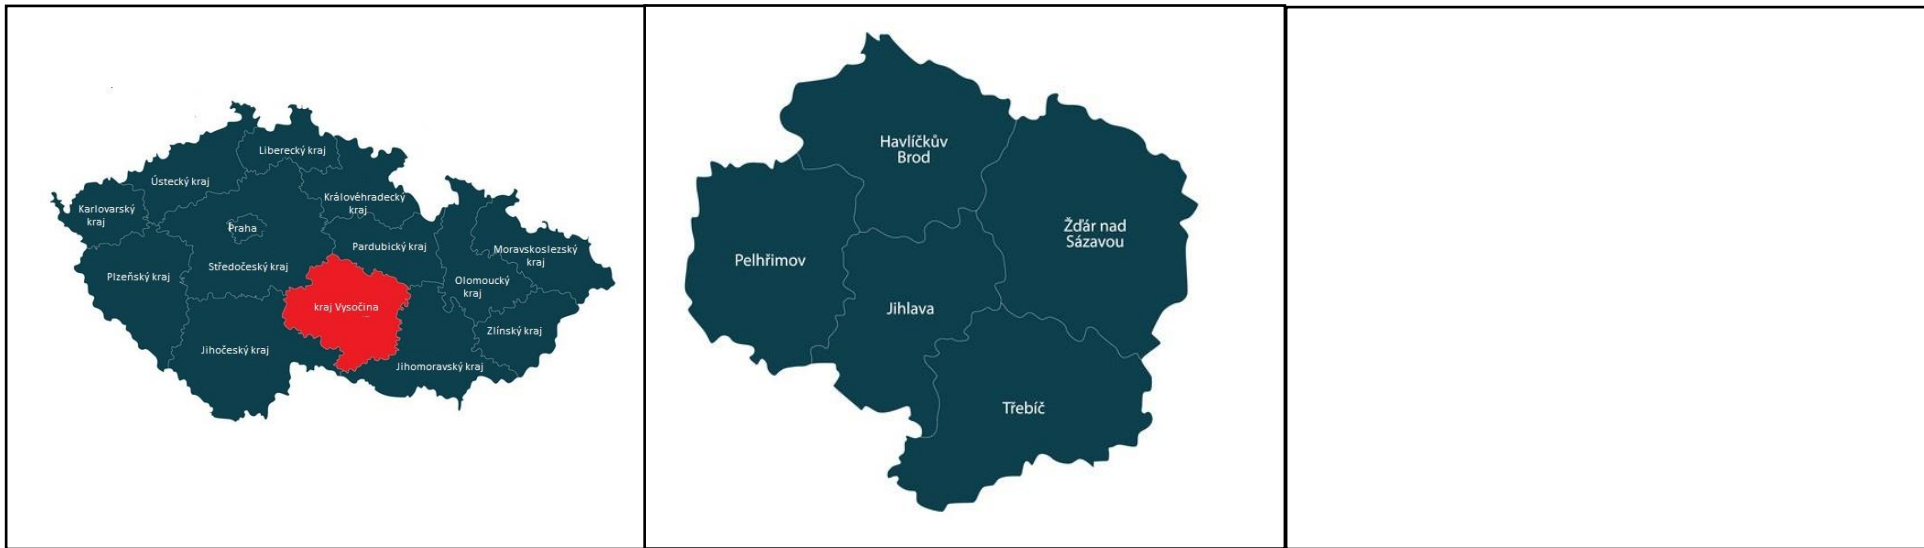 Liberecký kraj
Ústecký kraj
Karlovarský
kraj
Královéhradecký
kraj
Praha
Pardubický kraj
Moravskoslezský
kraj
Středočeský kraj
Plzeňský kraj
Olomoucký
kraj
kraj Vysočina
Zlínský kraj
Jihočeský kraj
Jihomoravský kraj
Havlíčkův
Brod
Žďár nad
Sázavou
Pelhřimov
Jihlava
Třebíč